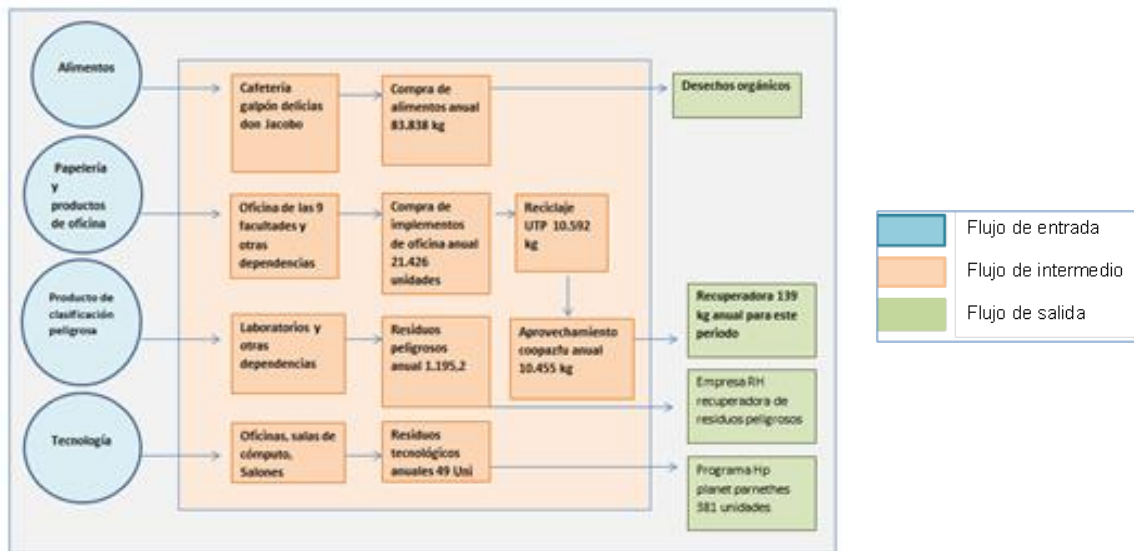 Alimentos
Cafetería
galpón delicias
don Jacobo
Compra de
alimentos anual
83.838 kg
Desechos orgánicos
Papelería
y
productos
de oficina
Oficina de las 9
facultades y
otras
dependencias
Compra de
implementos
de oficina anual
21.426
unidades
Reciclaje
UTP 10.592
kg
Producto de
clasificación
peligrosa
Laboratorios y
otras
dependencias
Residuos
peligrosos
anual 1.195,2
Aprovechamiento
coopazfu anual
10.455 kg
Recuperadora 139
kg anual para este
periodo
Empresa RH
recuperadora de
residuos peligrosos
Tecnología
Oficinas, salas de
cómputo,
Salones
Residuos
tecnológicos
anuales 49 Uni
Programa Hp
planet parnethes
381 unidades
Flujo de entrada
Flujo de intermedio
Flujo de salida